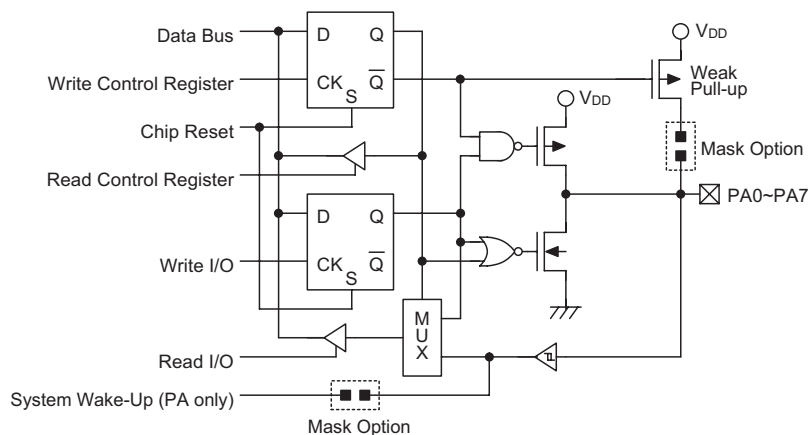 VDD
Data Bus
D
Q
Weak
Pull-up
Write Control Register
CK
Q
S
VDD
Chip Reset
Mask Option
Read Control Register
PA0~PA7
D
Q
Write I/O
CK
Q
S
M
U
X
Read I/O
System Wake-Up (PA only)
Mask Option